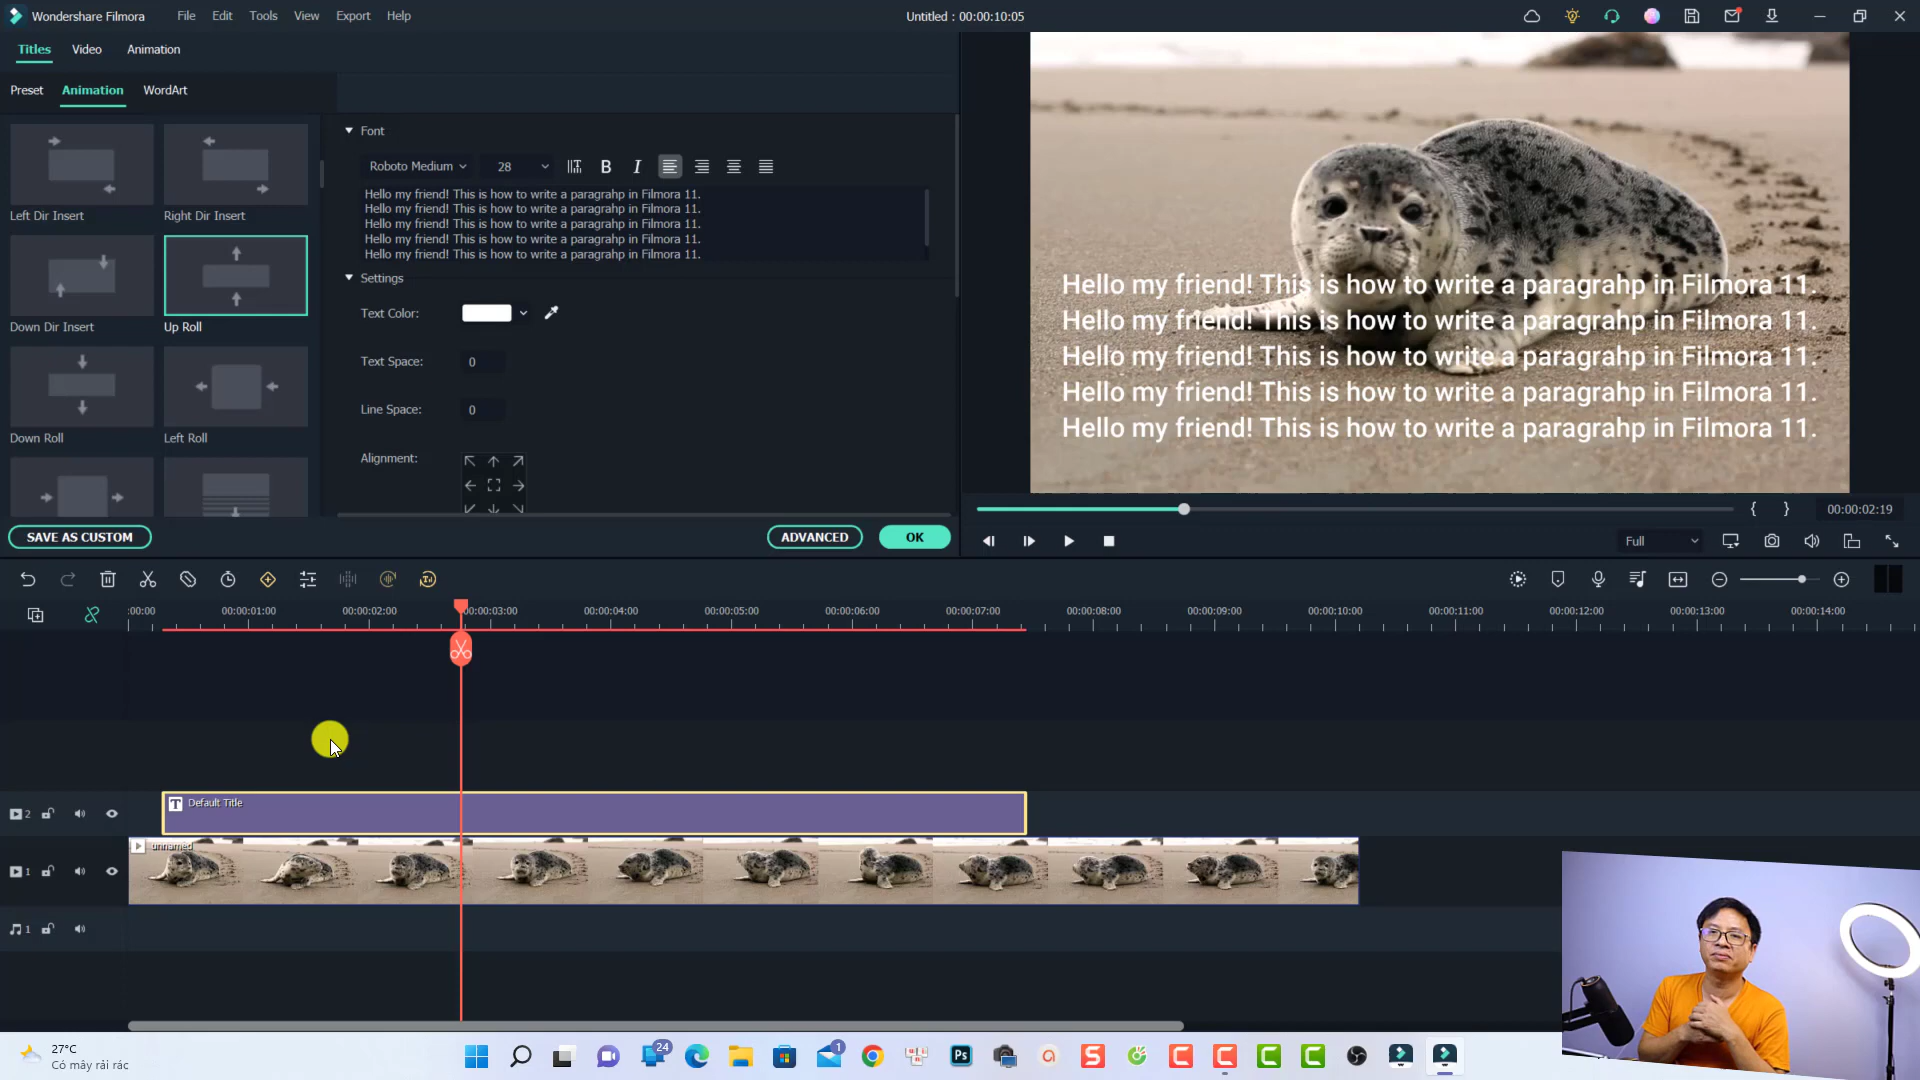 Wondershare Filmora File Edit Tools View Export Help Untitled : 00:00:10:05
Titles Video Animation
Preset Animation WordArt
Left Dir Insert Right Dir Insert
Down Dir Insert Up Roll
Down Roll Left Roll
SAVE AS CUSTOM
Font
Roboto Medium 28 B I
Hello my friend! This is how to write a paragrahp in Filmora 11.
Hello my friend! This is how to write a paragrahp in Filmora 11.
Hello my friend! This is how to write a paragrahp in Filmora 11.
Hello my friend! This is how to write a paragrahp in Filmora 11.
Hello my friend! This is how to write a paragrahp in Filmora 11.
Settings
Text Color:
Text Space: 0
Line Space: 0
Alignment:
ADVANCED OK
Hello my friend! This is how to write a paragrahp in Filmora 11.
Hello my friend! This is how to write a paragrahp in Filmora 11.
Hello my friend! This is how to write a paragrahp in Filmora 11.
Hello my friend! This is how to write a paragrahp in Filmora 11.
Hello my friend! This is how to write a paragrahp in Filmora 11.
{ } 00:00:02:19
Full
:00:00 00:00:01:00 00:00:02:00 00:00:03:00 00:00:04:00 00:00:05:00 00:00:06:00 00:00:07:00 00:00:08:00 00:00:09:00 00:00:10:00 00:00:11:00 00:00:12:00 00:00:13:00 00:00:14:00
2 T Default Title
unnamed
1
1
27°C
Có mây rải rác
24 1 Ps S C C C C